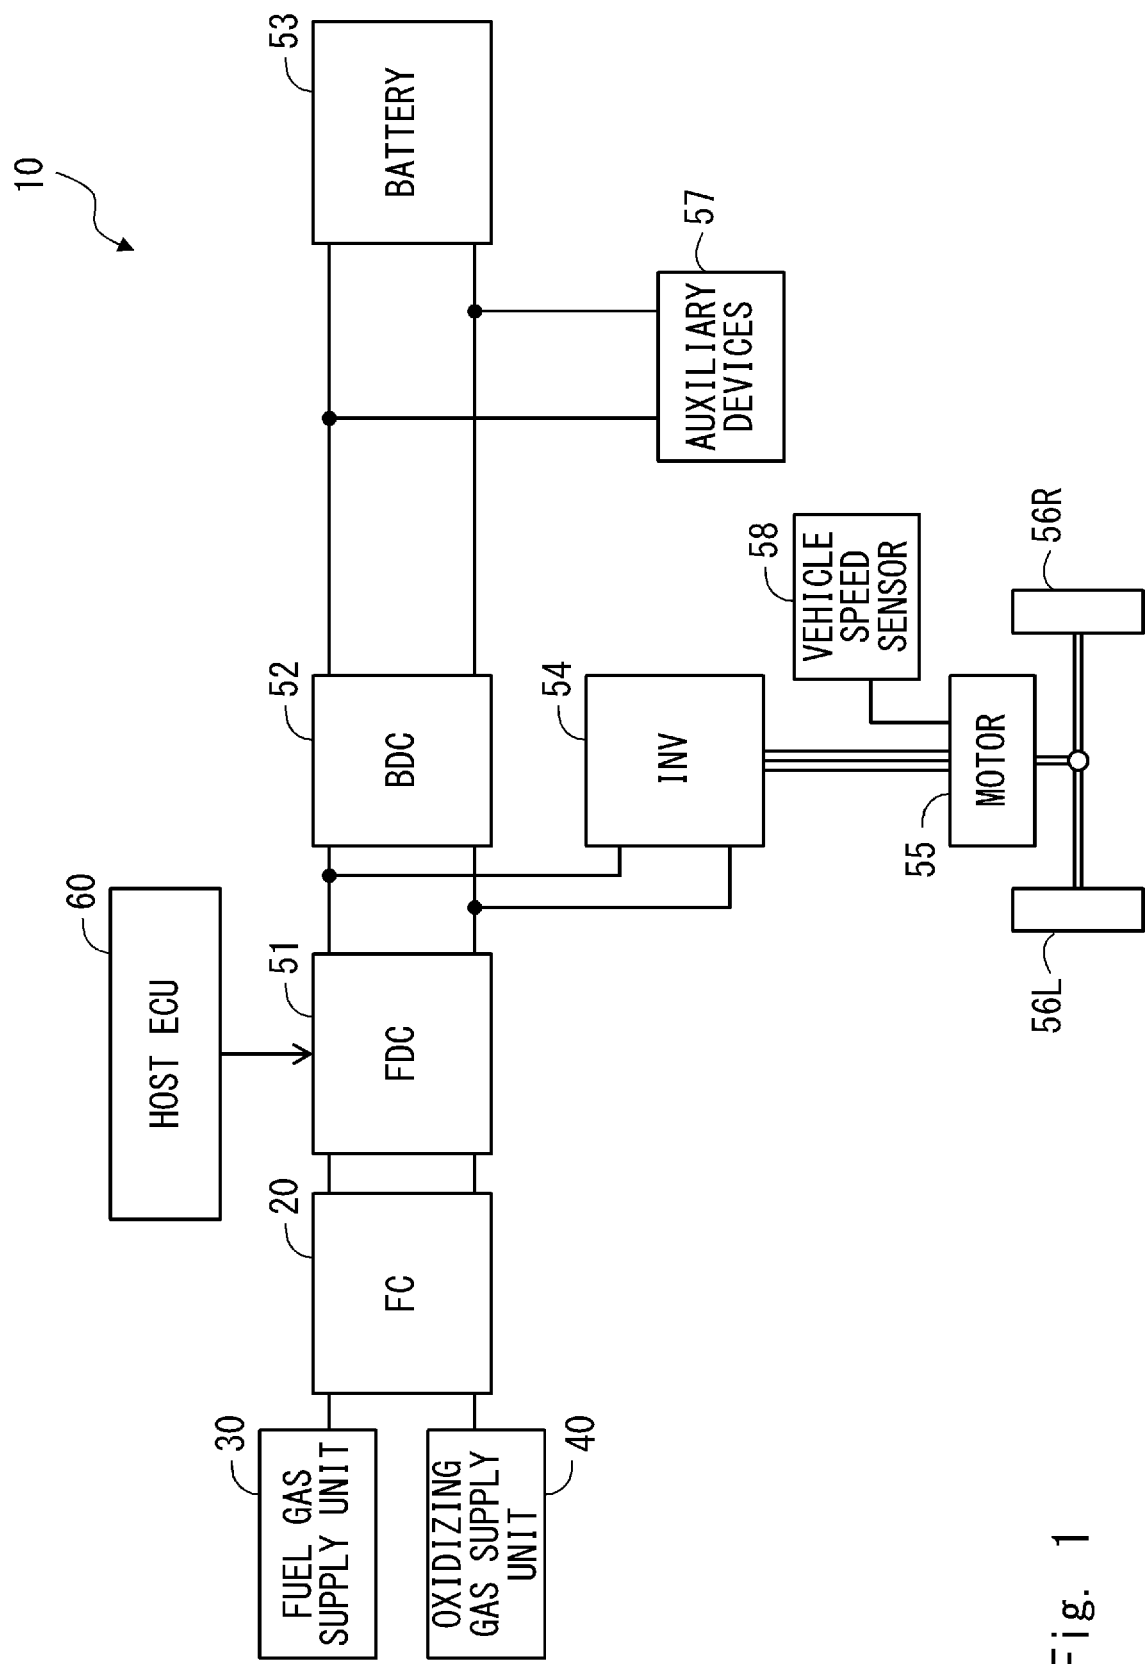 10
HOST ECU
60
FUEL GAS
SUPPLY UNIT
30
OXIDIZING
GAS SUPPLY
UNIT
40
FC
20
FDC
51
BDC
52
BATTERY
53
INV
54
AUXILIARY
DEVICES
57
VEHICLE
SPEED
SENSOR
58
MOTOR
55
56L
56R
Fig. 1